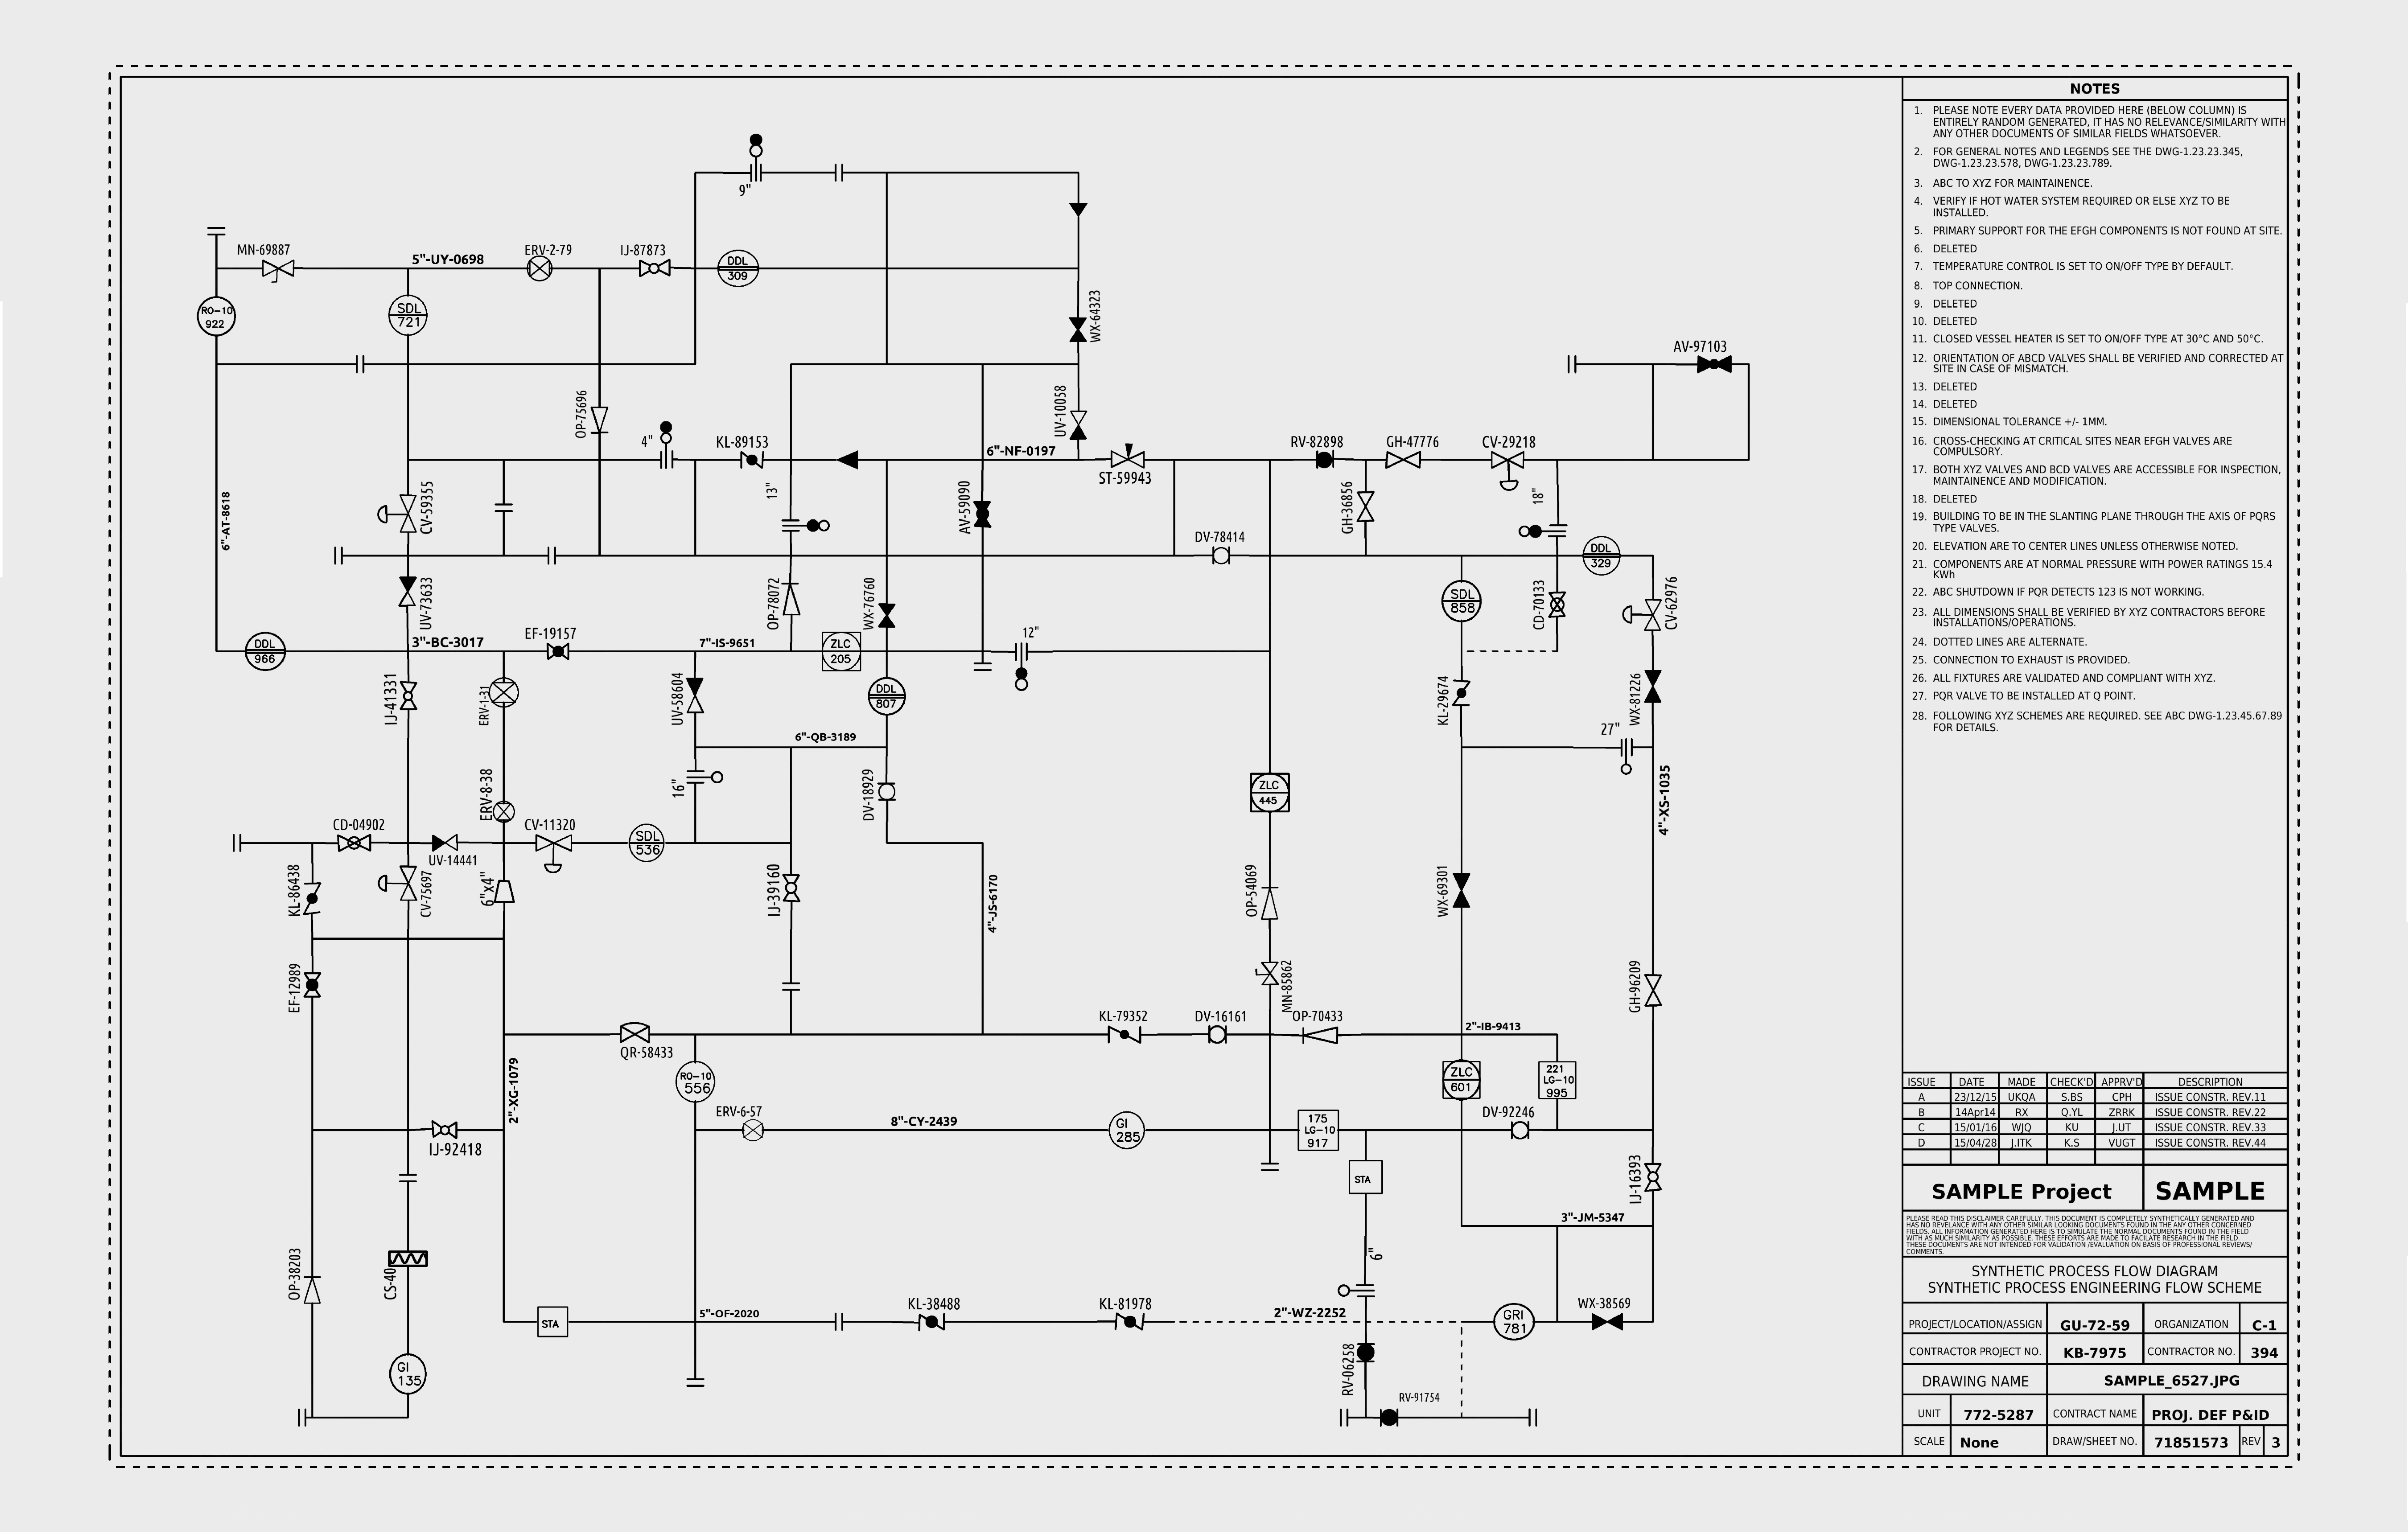 9"
MN-69887
5"-UY-0698
ERV-2-79
IJ-87873
DDL
309
RO-10
922
SDL
721
WX-64323
AV-97103
OP-75696
4"
KL-89153
UV-10058
6"-NF-0197
ST-59943
RV-82898
GH-47776
CV-29218
6"-AT-8618
CV-59355
13"
AV-59090
GH-36856
18"
DV-78414
DDL
329
UV-73633
OP-78072
WX-76760
SDL
858
CD-70133
CV-62976
DDL
966
3"-BC-3017
EF-19157
7"-IS-9651
ZLC
205
12"
IJ-41331
ERV-1-31
UV-58604
DDL
807
KL-29674
WX-81226
6"-QB-3189
27"
16"
DV-18929
ERV-8-38
ZLC
445
4"-XS-1035
CD-04902
UV-14441
CV-11320
SDL
536
KL-86438
CV-75697
6"x4"
IJ-39160
4"-JS-6170
OP-54069
WX-69301
EF-12989
MN-85862
GH-96209
QR-58433
KL-79352
DV-16161
OP-70433
2"-IB-9413
2"-XG-1079
RO-10
556
ZLC
601
221
LG-10
995
IJ-92418
ERV-6-57
8"-CY-2439
GI
285
175
LG-10
917
DV-92246
STA
IJ-16393
3"-JM-5347
OP-38203
CS-40
6"
STA
5"-OF-2020
KL-38488
KL-81978
2"-WZ-2252
GRI
781
WX-38569
GI
135
RV-06258
RV-91754
NOTES
1. PLEASE NOTE EVERY DATA PROVIDED HERE (BELOW COLUMN) IS
ENTIRELY RANDOM GENERATED, IT HAS NO RELEVANCE/SIMILARITY WITH
ANY OTHER DOCUMENTS OF SIMILAR FIELDS WHATSOEVER.
2. FOR GENERAL NOTES AND LEGENDS SEE THE DWG-1.23.23.345,
DWG-1.23.23.578, DWG-1.23.23.789.
3. ABC TO XYZ FOR MAINTAINENCE.
4. VERIFY IF HOT WATER SYSTEM REQUIRED OR ELSE XYZ TO BE
INSTALLED.
5. PRIMARY SUPPORT FOR THE EFGH COMPONENTS IS NOT FOUND AT SITE.
6. DELETED
7. TEMPERATURE CONTROL IS SET TO ON/OFF TYPE BY DEFAULT.
8. TOP CONNECTION.
9. DELETED
10. DELETED
11. CLOSED VESSEL HEATER IS SET TO ON/OFF TYPE AT 30°C AND 50°C.
12. ORIENTATION OF ABCD VALVES SHALL BE VERIFIED AND CORRECTED AT
SITE IN CASE OF MISMATCH.
13. DELETED
14. DELETED
15. DIMENSIONAL TOLERANCE +/- 1MM.
16. CROSS-CHECKING AT CRITICAL SITES NEAR EFGH VALVES ARE
COMPULSORY.
17. BOTH XYZ VALVES AND BCD VALVES ARE ACCESSIBLE FOR INSPECTION,
MAINTAINENCE AND MODIFICATION.
18. DELETED
19. BUILDING TO BE IN THE SLANTING PLANE THROUGH THE AXIS OF PQRS
TYPE VALVES.
20. ELEVATION ARE TO CENTER LINES UNLESS OTHERWISE NOTED.
21. COMPONENTS ARE AT NORMAL PRESSURE WITH POWER RATINGS 15.4
KWh
22. ABC SHUTDOWN IF PQR DETECTS 123 IS NOT WORKING.
23. ALL DIMENSIONS SHALL BE VERIFIED BY XYZ CONTRACTORS BEFORE
INSTALLATIONS/OPERATIONS.
24. DOTTED LINES ARE ALTERNATE.
25. CONNECTION TO EXHAUST IS PROVIDED.
26. ALL FIXTURES ARE VALIDATED AND COMPLIANT WITH XYZ.
27. PQR VALVE TO BE INSTALLED AT Q POINT.
28. FOLLOWING XYZ SCHEMES ARE REQUIRED. SEE ABC DWG-1.23.45.67.89
FOR DETAILS.
ISSUE DATE MADE CHECK'D APPRV'D DESCRIPTION
A 23/12/15 UKQA S.BS CPH ISSUE CONSTR. REV.11
B 14Apr14 RX Q.YL ZRRK ISSUE CONSTR. REV.22
C 15/01/16 WJQ KU J.UT ISSUE CONSTR. REV.33
D 15/04/28 J.ITK K.S VUGT ISSUE CONSTR. REV.44
SAMPLE Project SAMPLE
PLEASE READ THIS DISCLAIMER CAREFULLY. THIS DOCUMENT IS COMPLETELY SYNTHETICALLY GENERATED AND
HAS NO REVELANCE WITH ANY OTHER SIMILAR LOOKING DOCUMENTS FOUND IN THE ANY OTHER CONCERNED
FIELDS. ALL INFORMATION GENERATED HERE IS TO SIMULATE THE NORMAL DOCUMENTS FOUND IN THE FIELD
WITH AS MUCH SIMILARITY AS POSSIBLE. THESE EFFORTS ARE MADE TO FACILATE RESEARCH IN THE FIELD.
THESE DOCUMENTS ARE NOT INTENDED FOR VALIDATION /EVALUATION ON BASIS OF PROFESSIONAL REVIEWS/
COMMENTS.
SYNTHETIC PROCESS FLOW DIAGRAM
SYNTHETIC PROCESS ENGINEERING FLOW SCHEME
PROJECT/LOCATION/ASSIGN GU-72-59 ORGANIZATION C-1
CONTRACTOR PROJECT NO. KB-7975 CONTRACTOR NO. 394
DRAWING NAME SAMPLE_6527.JPG
UNIT 772-5287 CONTRACT NAME PROJ. DEF P&ID
SCALE None DRAW/SHEET NO. 71851573 REV 3